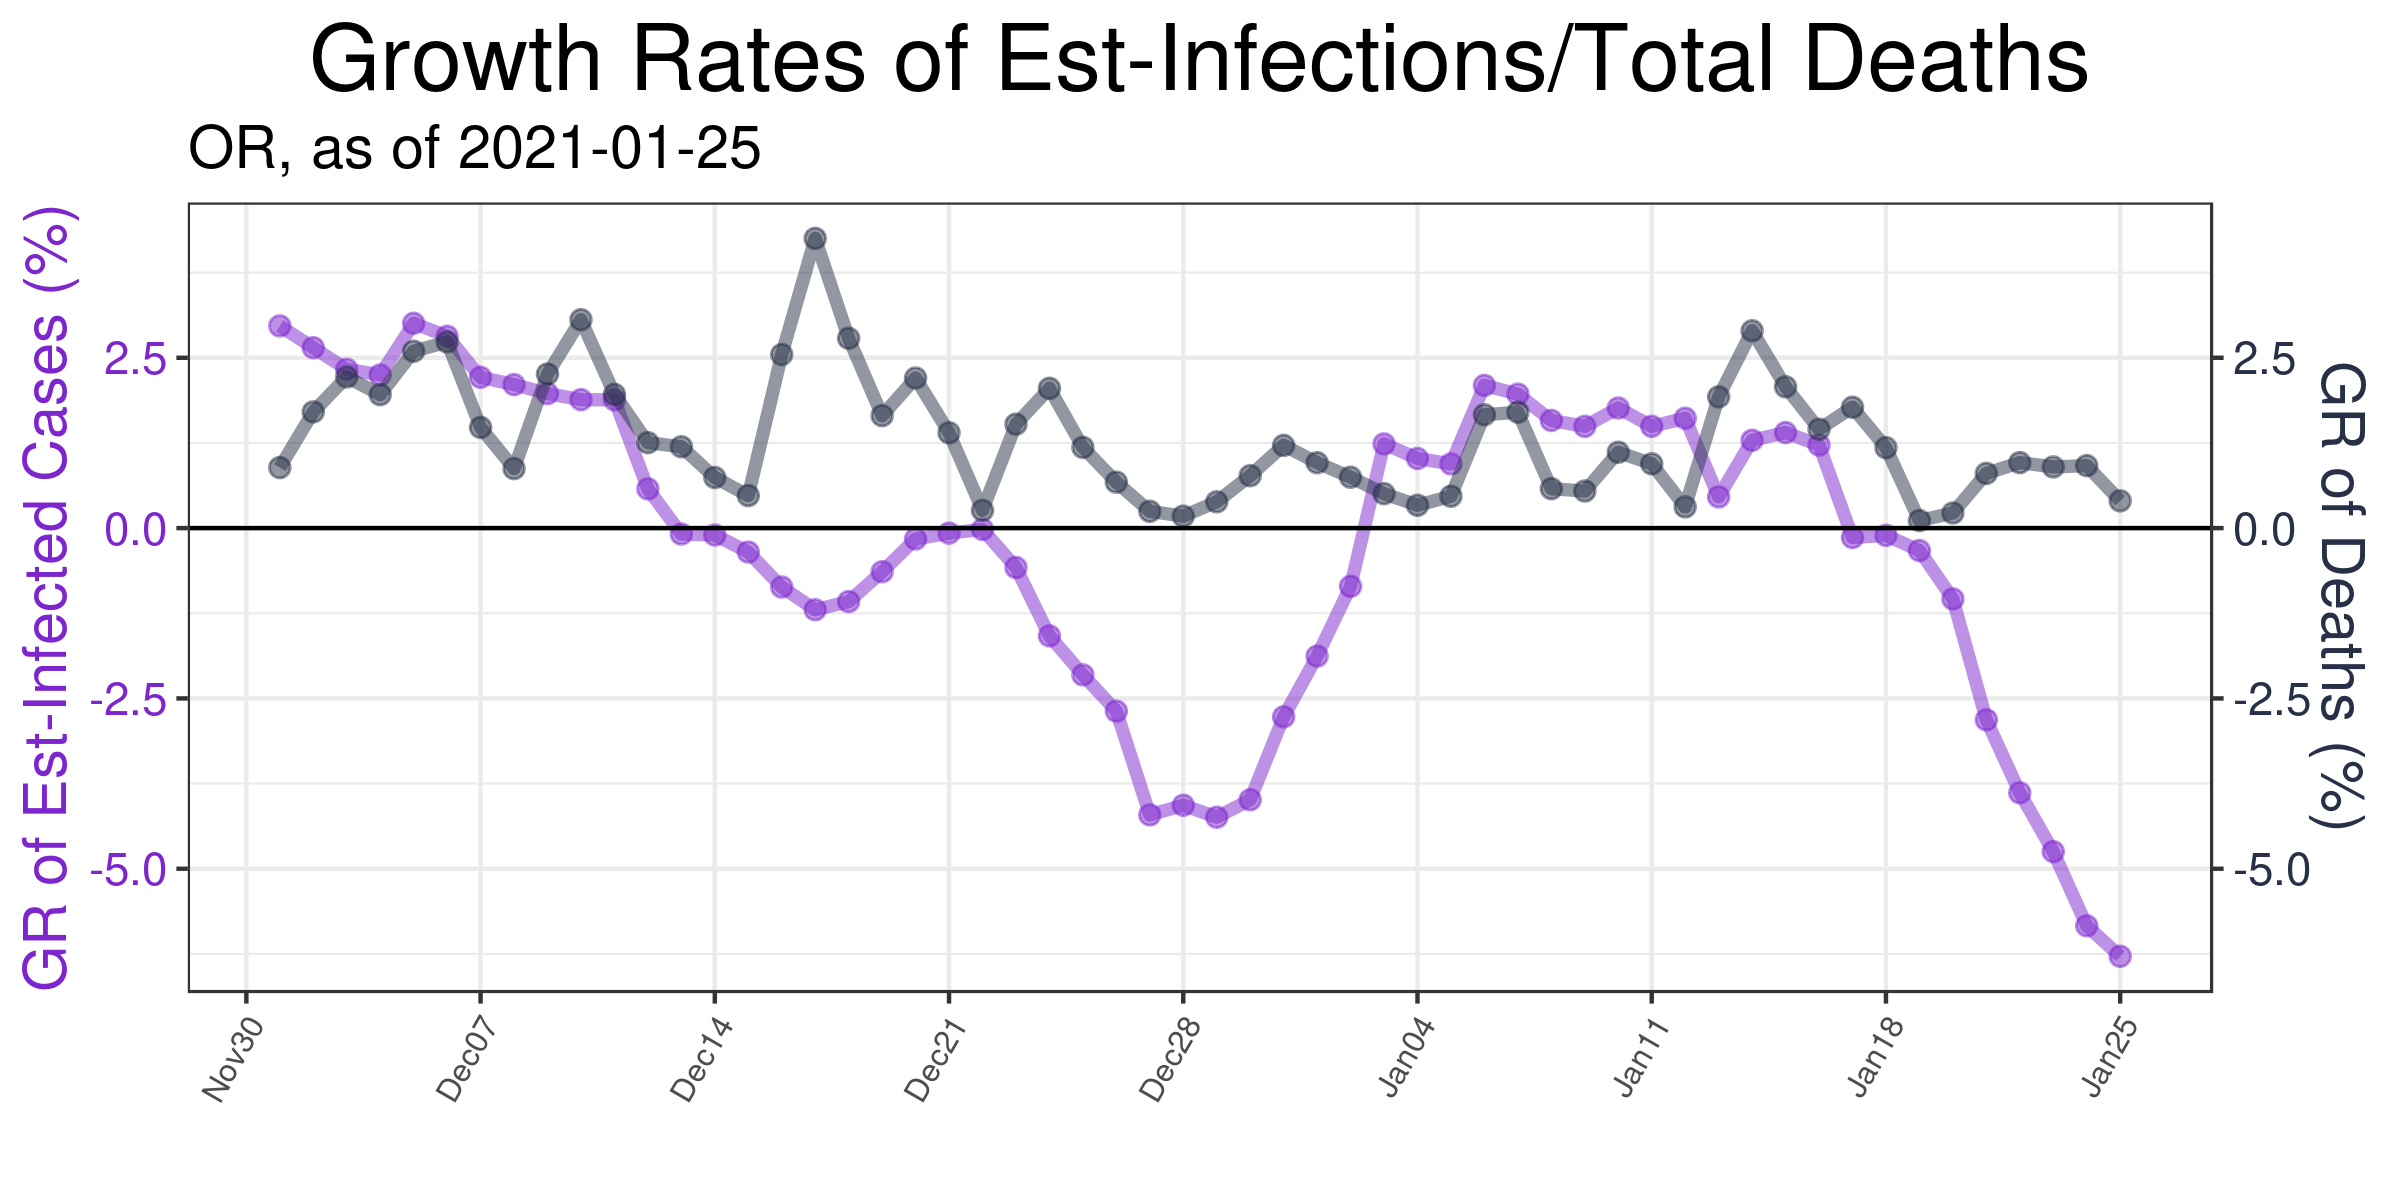 Growth Rates of Est-Infections/Total Deaths
OR, as of 2021-01-25
GR of Est-Infected Cases (%)
2.5
0.0
-2.5
-5.0
2.5
0.0
-2.5
-5.0
GR of Deaths (%)
Nov30
Dec07
Dec14
Dec21
Dec28
Jan04
Jan11
Jan18
Jan25